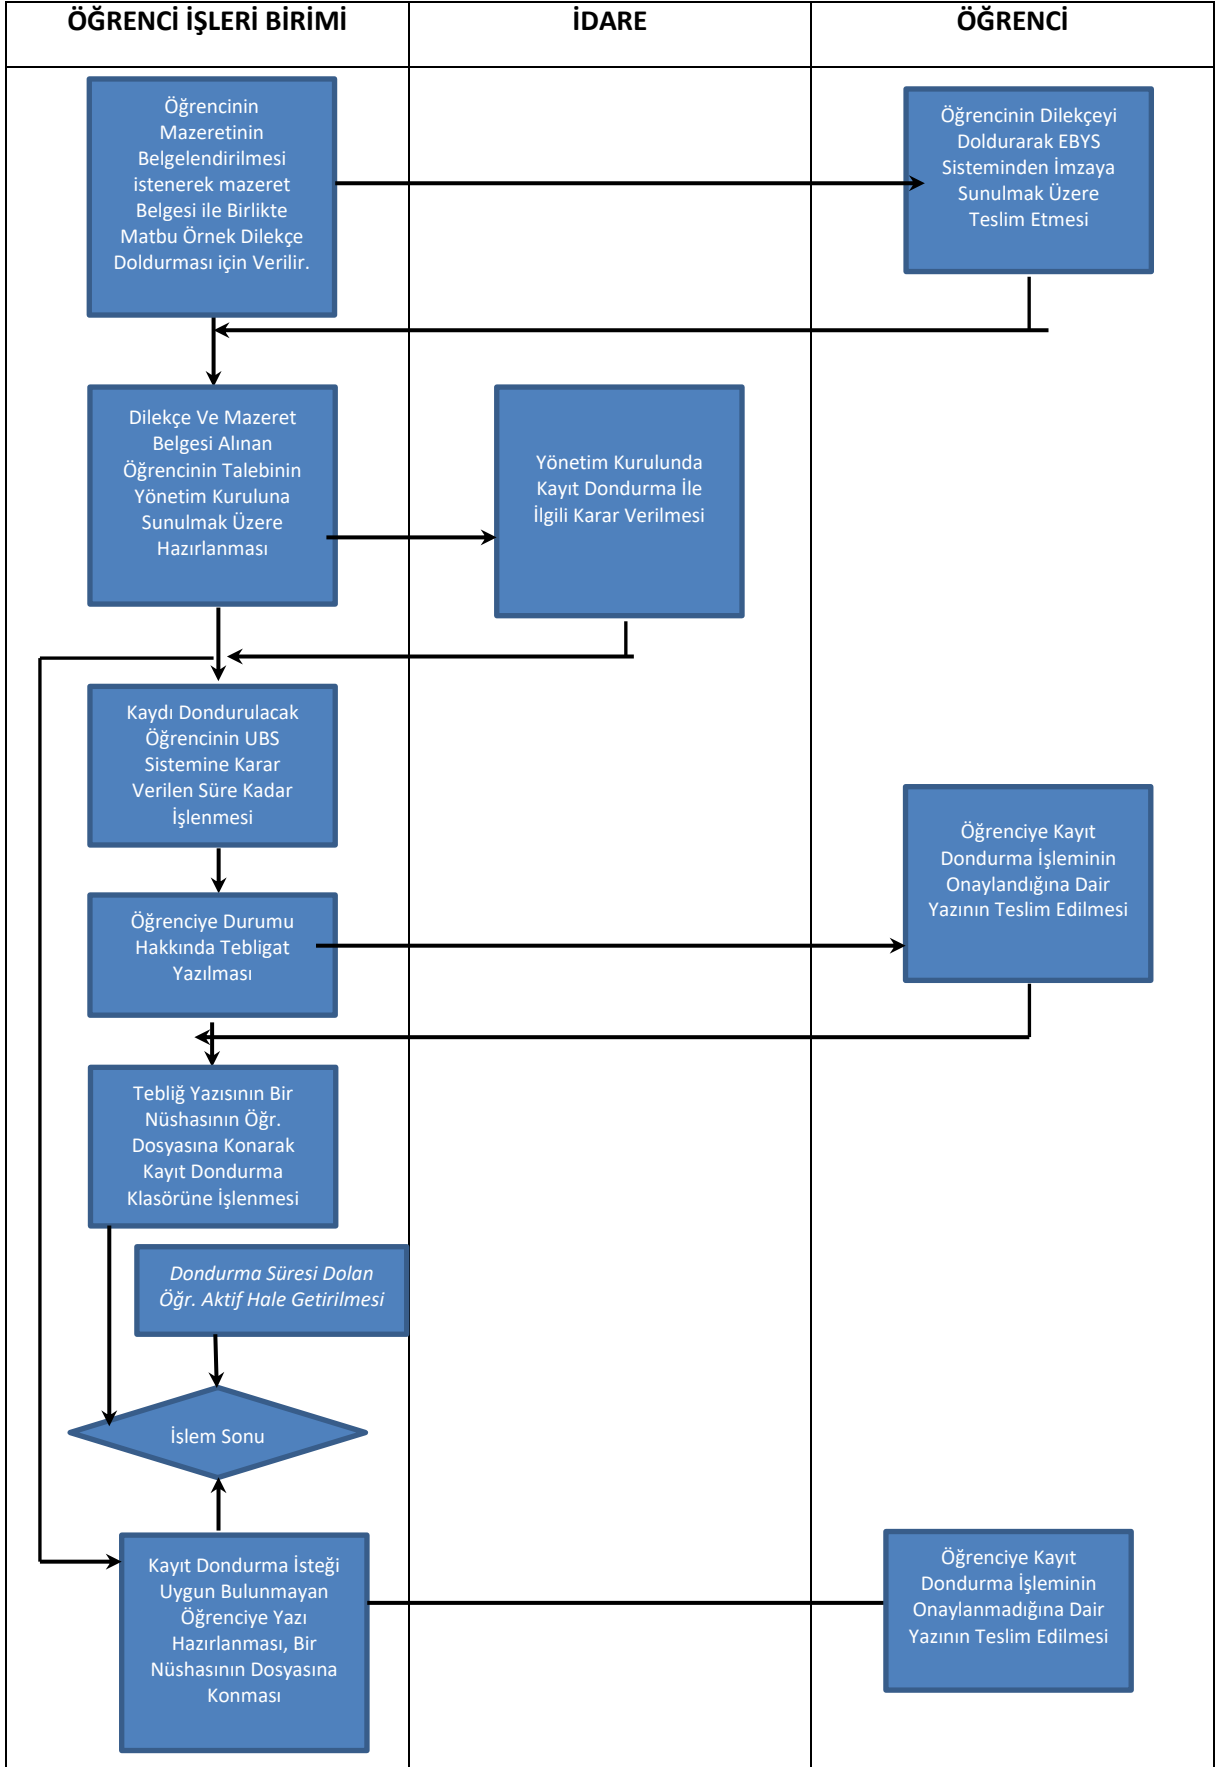 ÖĞRENCİ İŞLERİ BİRİMİ
İDARE
ÖĞRENCİ
Öğrencinin
Mazeretinin
Belgelendirilmesi
istenerek mazeret
Belgesi ile Birlikte
Matbu Örnek Dilekçe
Doldurması için Verilir.
Öğrencinin Dilekçeyi
Doldurarak EBYS
Sisteminden İmzaya
Sunulmak Üzere
Teslim Etmesi
Dilekçe Ve Mazeret
Belgesi Alınan
Öğrencinin Talebinin
Yönetim Kuruluna
Sunulmak Üzere
Hazırlanması
Yönetim Kurulunda
Kayıt Dondurma İle
İlgili Karar Verilmesi
Kaydı Dondurulacak
Öğrencinin UBS
Sistemine Karar
Verilen Süre Kadar
İşlenmesi
Öğrenciye Kayıt
Dondurma İşleminin
Onaylandığına Dair
Yazının Teslim Edilmesi
Öğrenciye Durumu
Hakkında Tebligat
Yazılması
Tebliğ Yazısının Bir
Nüshasının Öğr.
Dosyasına Konarak
Kayıt Dondurma
Klasörüne İşlenmesi
Dondurma Süresi Dolan
Öğr. Aktif Hale Getirilmesi
İşlem Sonu
Kayıt Dondurma İsteği
Uygun Bulunmayan
Öğrenciye Yazı
Hazırlanması, Bir
Nüshasının Dosyasına
Konması
Öğrenciye Kayıt
Dondurma İşleminin
Onaylanmadığına Dair
Yazının Teslim Edilmesi